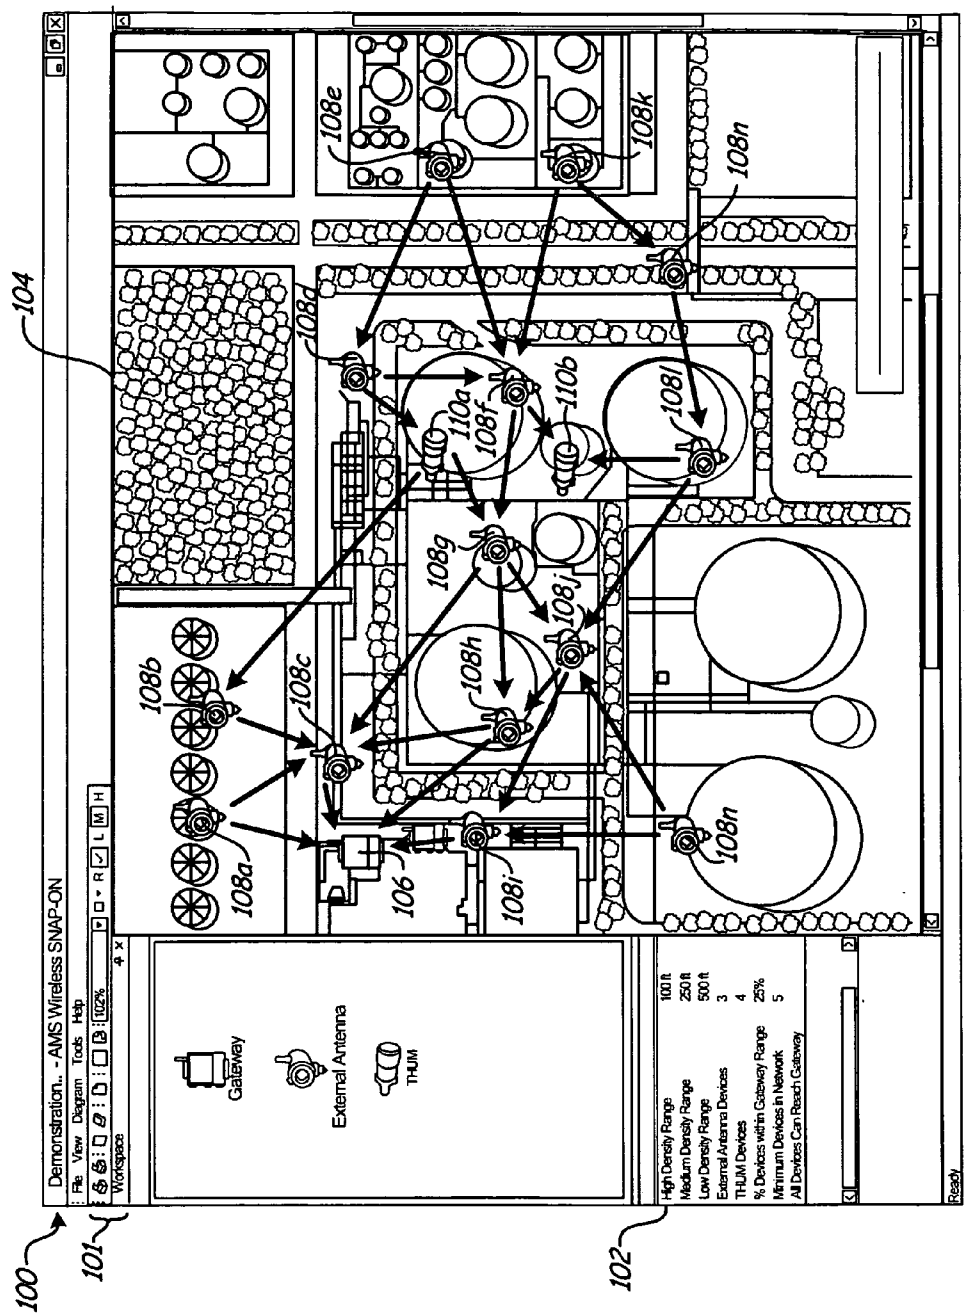 100
101
Demonstration... - AMS Wireless SNAP-ON
File View Diagram Tools Help
102%
R L M H
Workspace
Gateway
External Antenna
THUM
High Density Range 100 ft
Medium Density Range 250 ft
Low Density Range 500 ft
External Antenna Devices 3
THUM Devices 4
% Devices within Gateway Range 25%
Minimum Devices in Network 5
All Devices Can Reach Gateway
Ready
102
104
106
108a
108b
108c
108d
108e
108f
108g
108h
108i
108j
108k
108l
108n
108n
110a
110b